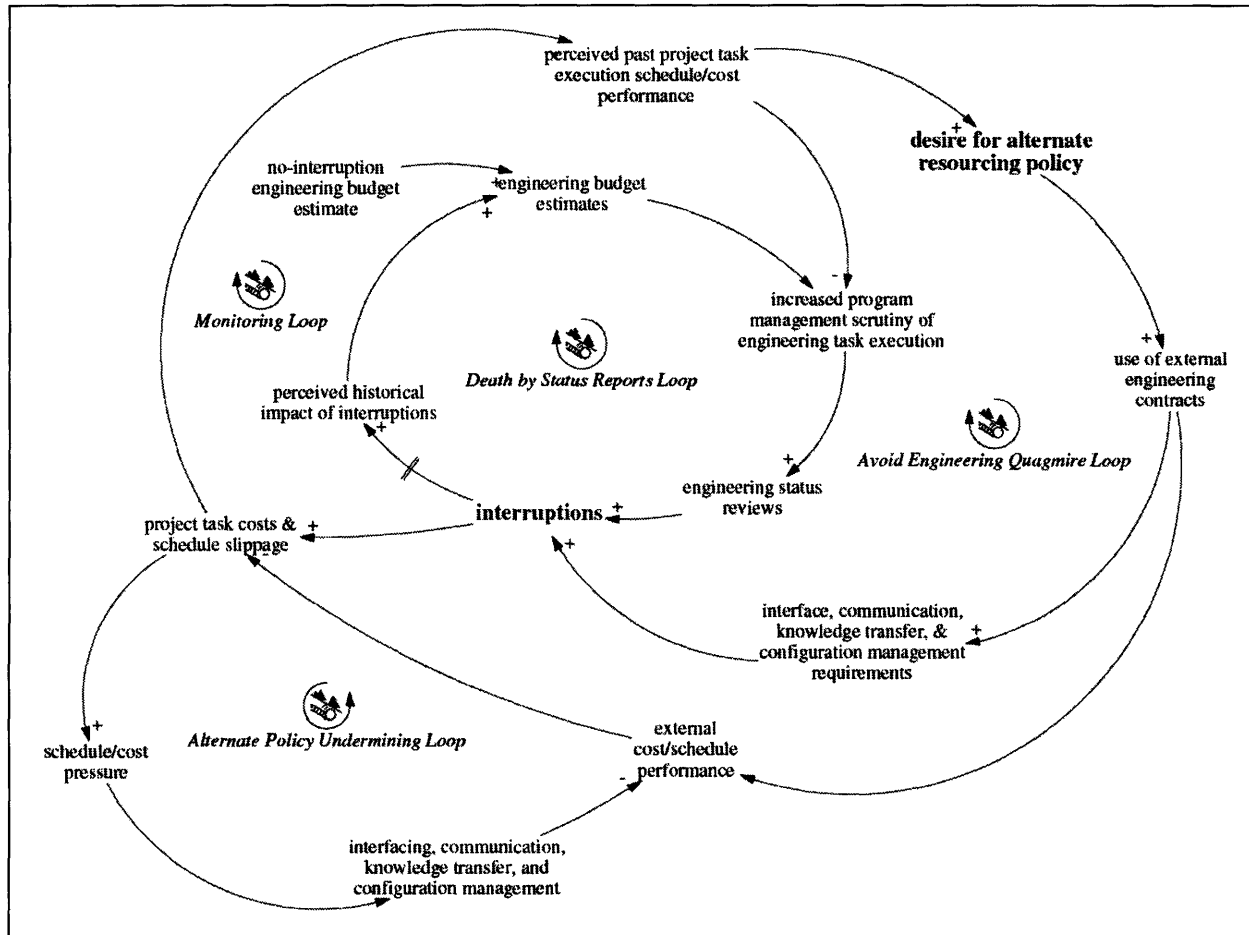 perceived past project task
execution schedule/cost
performance
+
desire for alternate
resourcing policy
no-interruption
engineering budget
estimate
+
engineering budget
estimates
+
-
increased program
management scrutiny of
engineering task execution
Monitoring Loop
Death by Status Reports Loop
+
use of external
engineering
contracts
perceived historical
impact of interruptions
+
Avoid Engineering Quagmire Loop
+
engineering status
reviews
+
interruptions
+
project task costs &
schedule slippage
-
+
interface, communication,
knowledge transfer, &
configuration management
requirements
+
+
schedule/cost
pressure
Alternate Policy Undermining Loop
external
cost/schedule
performance
-
interfacing, communication,
knowledge transfer, and
configuration management